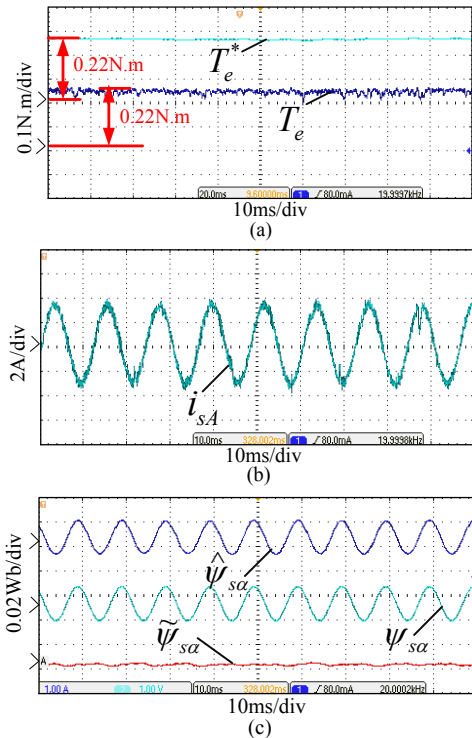 T*e
0.22N.m
0.22N.m
Te
0.1N.m/div
20.0ms 9.60000ms 1 80.0mA 19.9997kHz
10ms/div
(a)
2A/div
isA
10.0ms 328.002ms 1 80.0mA 19.9998kHz
10ms/div
(b)
0.02Wb/div
ψ̂sα
ψ̃sα
ψsα
A
1.00 A 1.00 V 10.0ms 328.002ms 80.0mA 20.0002kHz
10ms/div
(c)